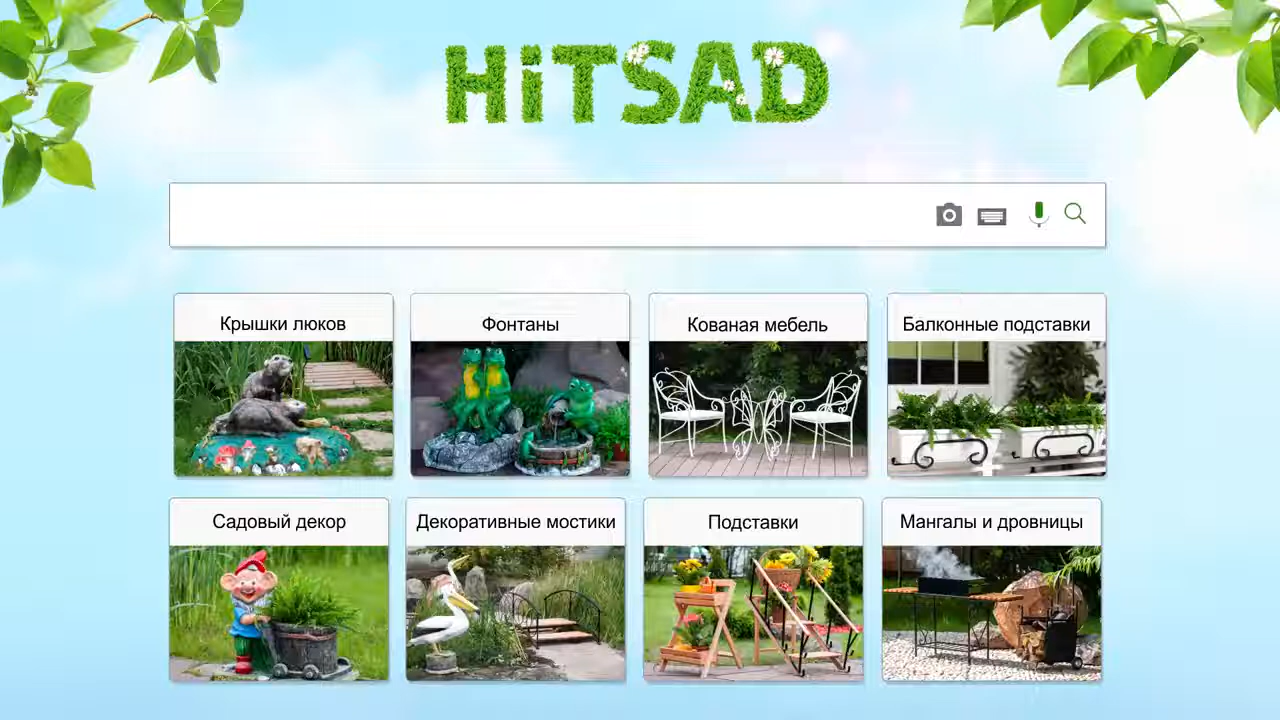 HiTSAD
Крышки люков
Фонтаны
Кованая мебель
Балконные подставки
Садовый декор
Декоративные мостики
Подставки
Мангалы и дровницы